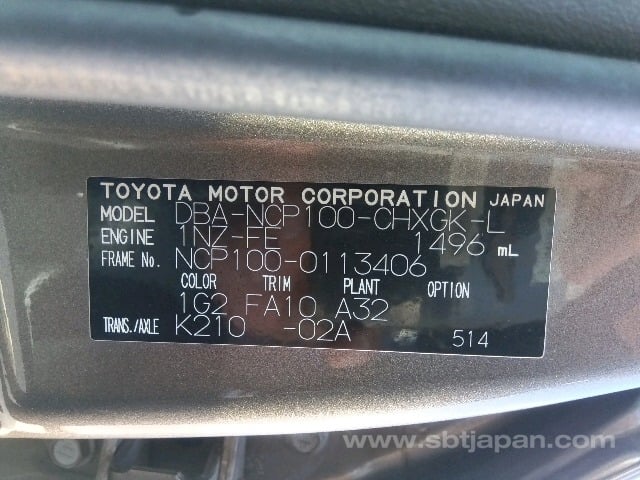 TOYOTA MOTOR CORPORATION JAPAN
MODEL DBA-NCP100-CHXGK-L
ENGINE 1NZ-FE 1496 mL
FRAME No. NCP100-0113406
COLOR TRIM PLANT OPTION
1G2 FA10 A32
TRANS./AXLE K210 -02A
514
www.sbtjapan.com